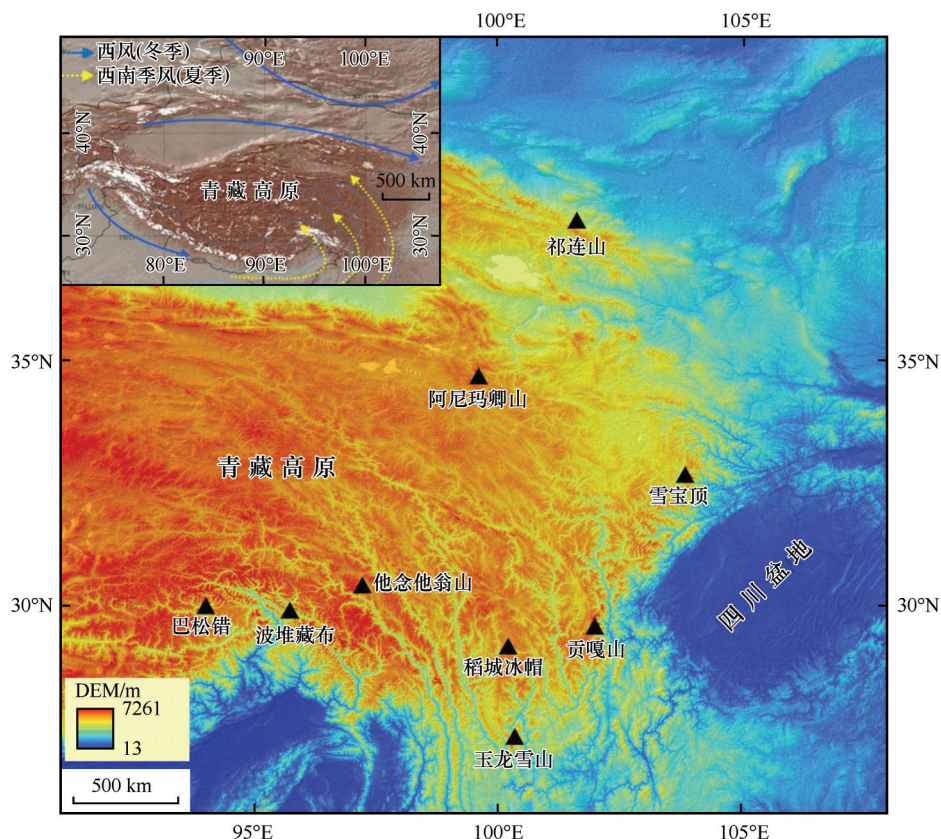 100°E
105°E
西风(冬季)
西南季风(夏季)
90°E
100°E
40°N
40°N
青藏高原
500 km
30°N
30°N
80°E
90°E
100°E
祁连山
35°N
35°N
阿尼玛卿山
青藏高原
雪宝顶
四川盆地
他念他翁山
30°N
30°N
巴松错
波堆藏布
贡嘎山
稻城冰帽
DEM/m
7261
13
玉龙雪山
500 km
95°E
100°E
105°E